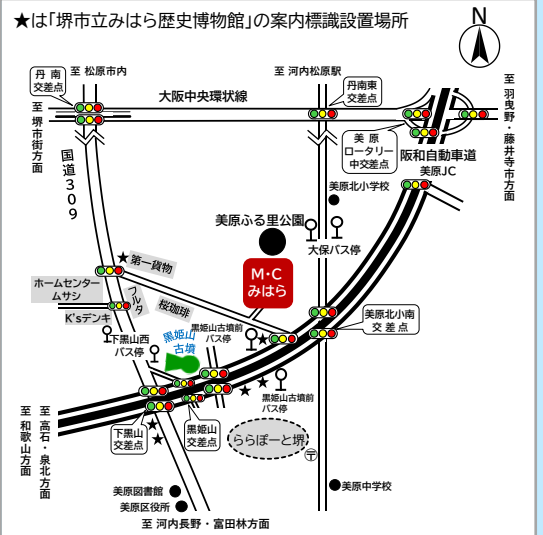 ★は「堺市立みはら歴史博物館」の案内標識設置場所
N
至 松原市内
至 河内松原駅
丹 南
交差点
丹南東
交差点
大阪中央環状線
至 堺市街方面
至 羽曳野・藤井寺市方面
美 原
ロータリー
中交差点
阪和自動車道
美原JC
国道309
美原北小学校
美原ふる里公園
大保バス停
★
第一貨物
M・C
みはら
ホームセンター
ムサシ
フルタ
桜珈琲
K'sデンキ
美原北小南
交 差 点
下黒山西
バス停
黒姫山
古墳
黒姫山古墳前
バス停
★
★
★
黒姫山古墳前
バス停
至 和歌山方面
至 高石・泉北方面
下黒山
交差点
★
★
黒姫山
交差点
ららぽーと堺
〒
美原図書館
美原区役所
美原中学校
至 河内長野・富田林方面